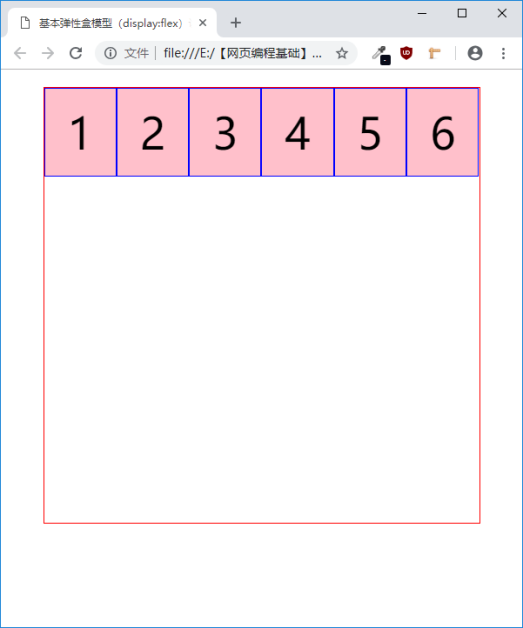 基本弹性盒模型（display:flex）
文件 file:///E:/【网页编程基础】...
1 2 3 4 5 6